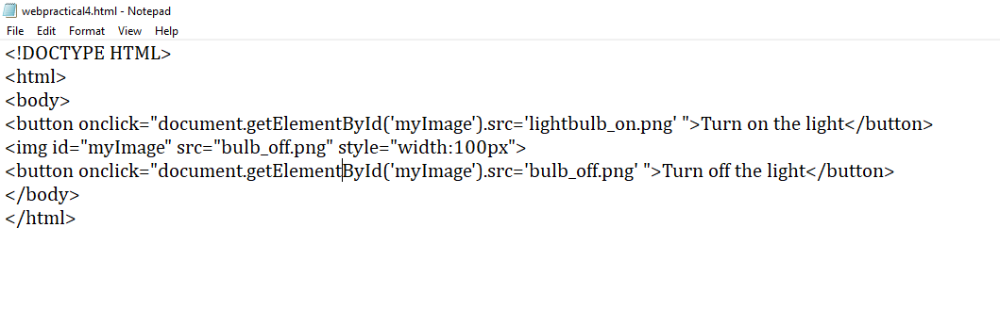 webpractical4.html - Notepad
File Edit Format View Help
<!DOCTYPE HTML>
<html>
<body>
<button onclick="document.getElementById('myImage').src='lightbulb_on.png' ">Turn on the light</button>
<img id="myImage" src="bulb_off.png" style="width:100px">
<button onclick="document.getElementById('myImage').src='bulb_off.png' ">Turn off the light</button>
</body>
</html>